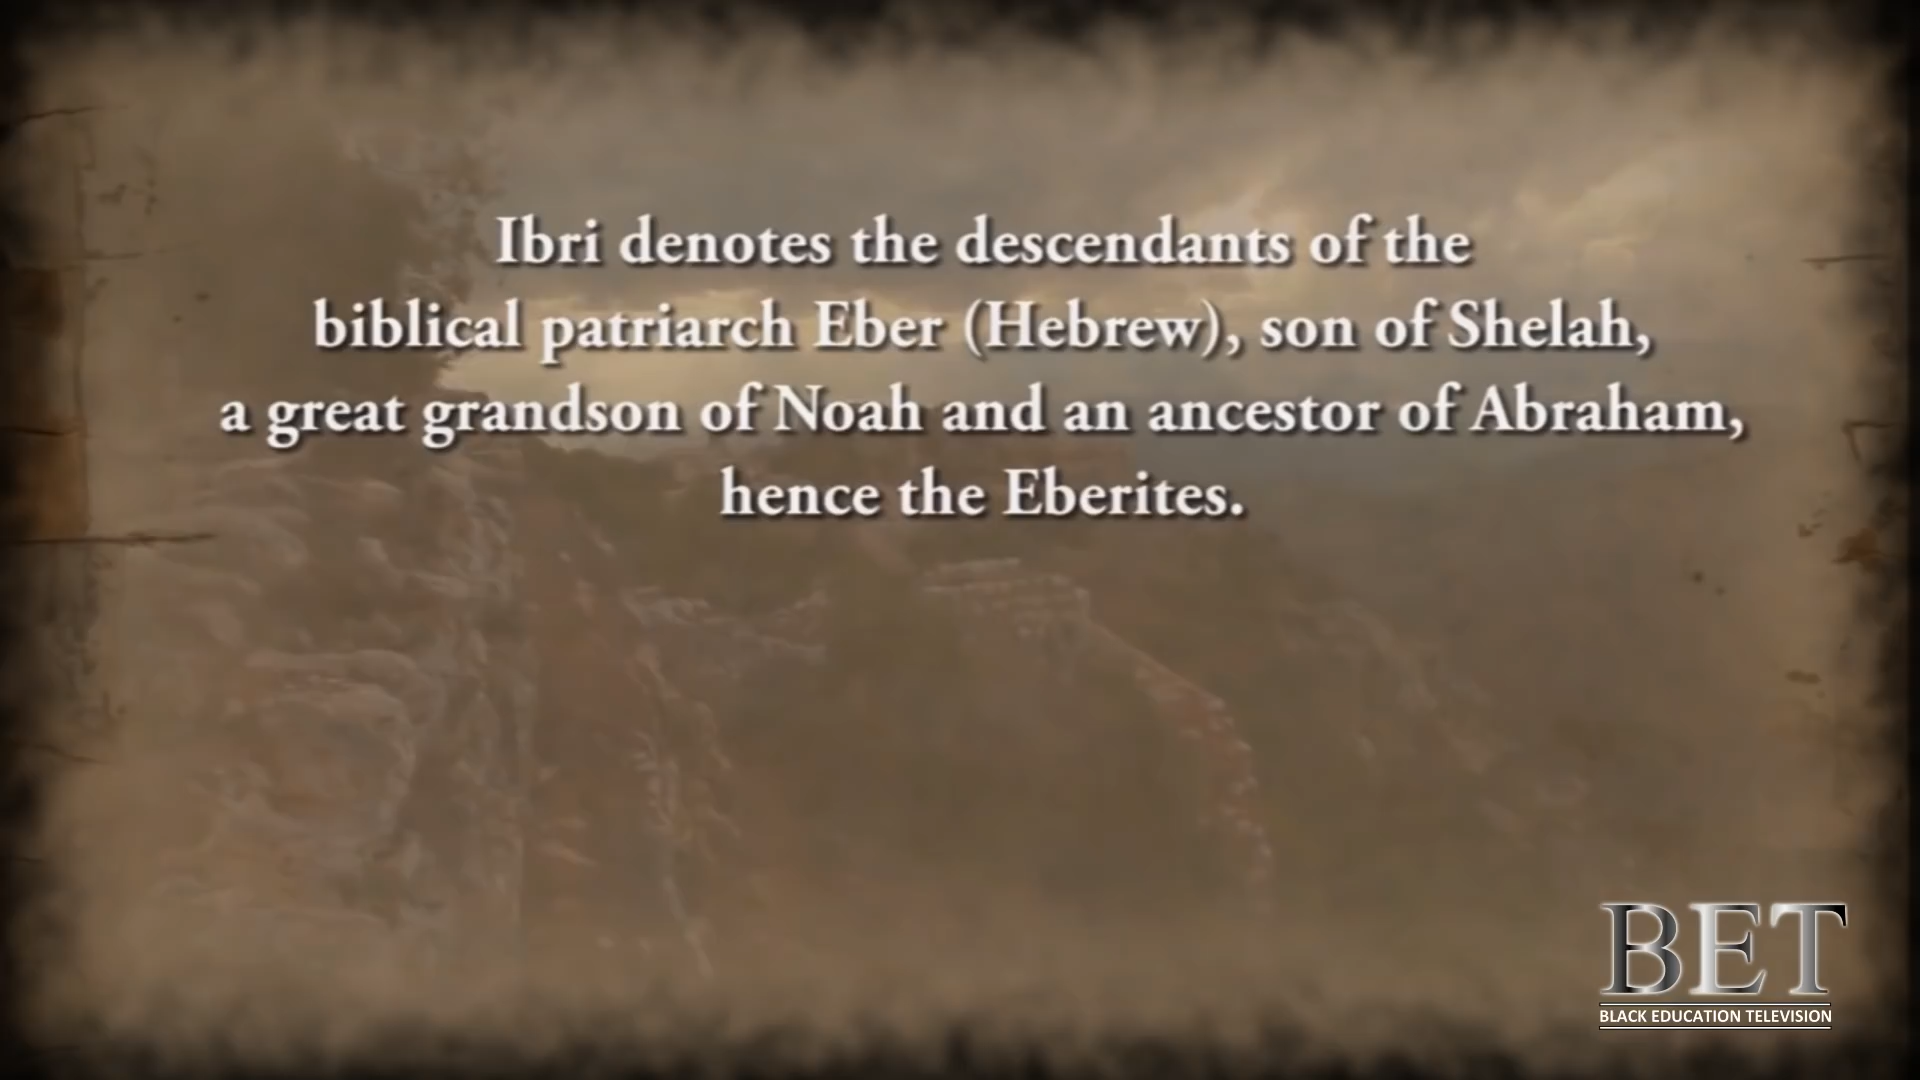 Ibri denotes the descendants of the
biblical patriarch Eber (Hebrew), son of Shelah,
a great grandson of Noah and an ancestor of Abraham,
hence the Eberites.
BET
BLACK EDUCATION TELEVISION